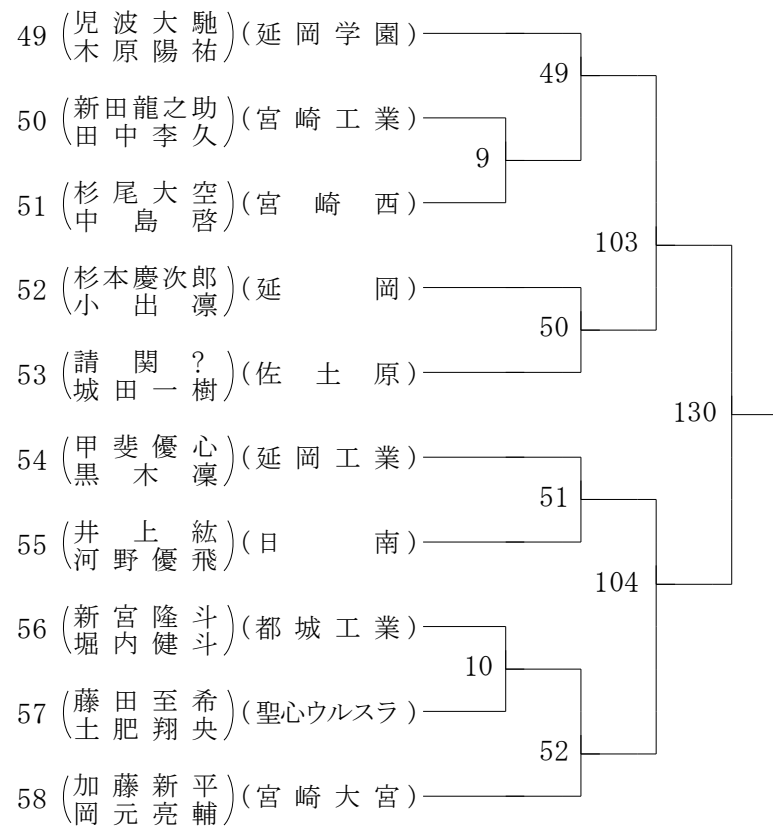 49 (児波大馳 木原陽祐) (延岡学園)
49
50 (新田龍之助 田中李久) (宮崎工業)
9
51 (杉尾大空 中島啓) (宮崎西)
103
52 (杉本慶次郎 小出凛) (延岡)
50
53 (請関? 城田一樹) (佐土原)
130
54 (甲斐優心 黒木凜) (延岡工業)
51
55 (井上紘 河野優飛) (日南)
104
56 (新宮隆斗 堀内健斗) (都城工業)
10
57 (藤田至希 土肥翔央) (聖心ウルスラ)
52
58 (加藤新平 岡元亮輔) (宮崎大宮)